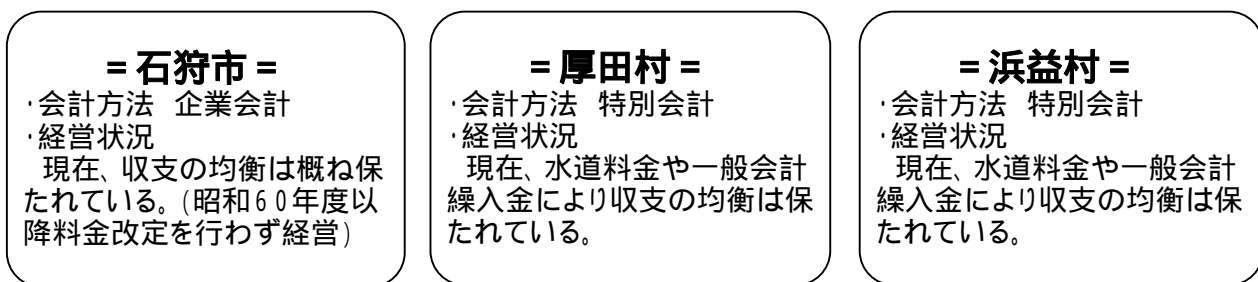 =石狩市=
･会計方法 企業会計
･経営状況
現在、収支の均衡は概ね保
たれている。(昭和60年度以
降料金改定を行わず経営)
=厚田村=
･会計方法 特別会計
･経営状況
現在、水道料金や一般会計
繰入金により収支の均衡は保
たれている。
=浜益村=
･会計方法 特別会計
･経営状況
現在、水道料金や一般会計
繰入金により収支の均衡は保
たれている。